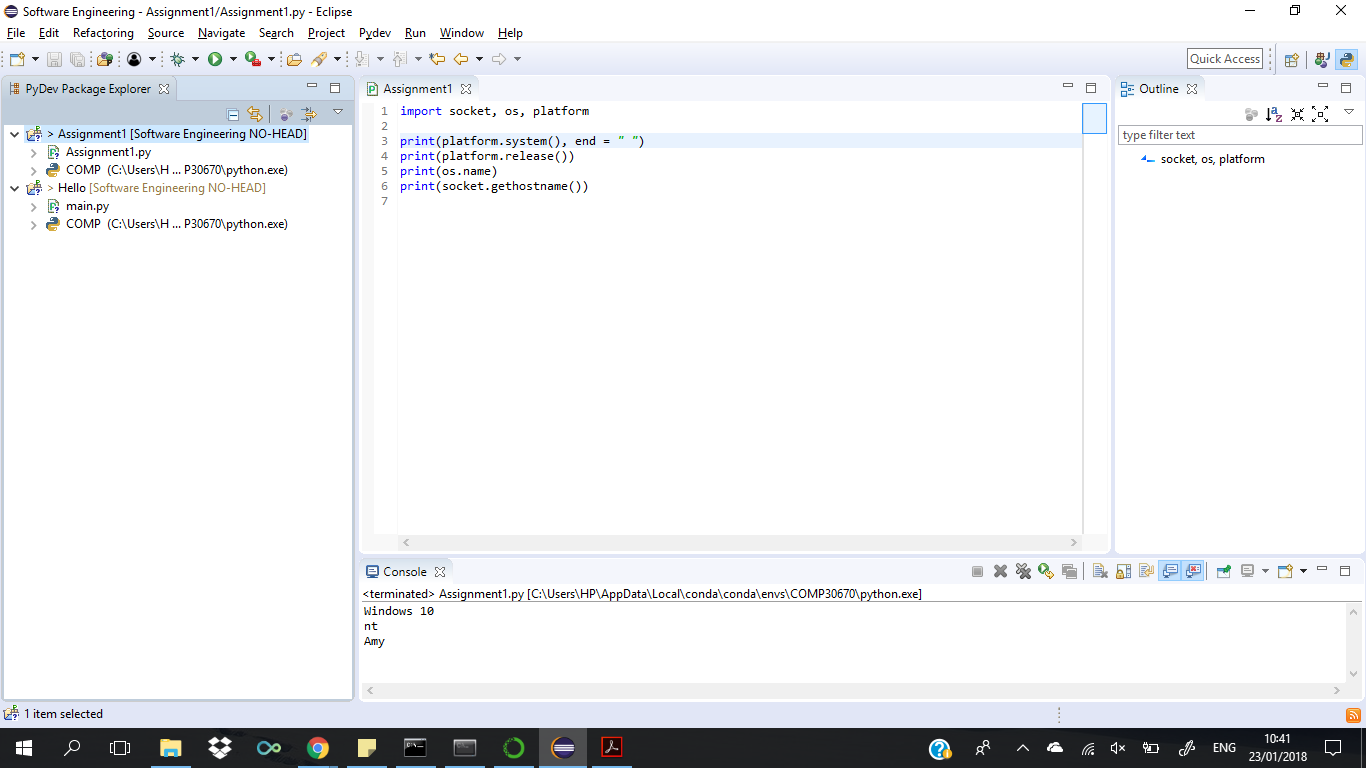 Software Engineering - Assignment1/Assignment1.py - Eclipse
File Edit Refactoring Source Navigate Search Project Pydev Run Window Help
Quick Access
PyDev Package Explorer
> Assignment1 [Software Engineering NO-HEAD]
Assignment1.py
COMP (C:\Users\H ... P30670\python.exe)
> Hello [Software Engineering NO-HEAD]
main.py
COMP (C:\Users\H ... P30670\python.exe)
Assignment1
1 import socket, os, platform
2
3 print(platform.system(), end = " ")
4 print(platform.release())
5 print(os.name)
6 print(socket.gethostname())
7
Outline
type filter text
socket, os, platform
Console
<terminated> Assignment1.py [C:\Users\HP\AppData\Local\conda\conda\envs\COMP30670\python.exe]
Windows 10
nt
Amy
1 item selected
ENG
10:41
23/01/2018